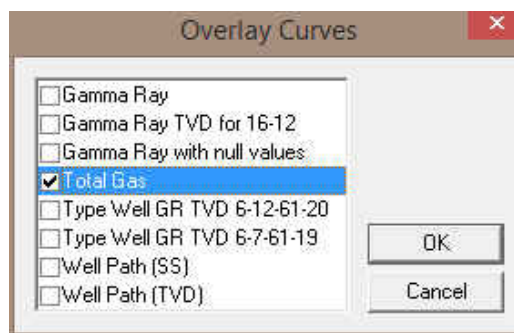 Overlay Curves
Gamma Ray
Gamma Ray TVD for 16-12
Gamma Ray with null values
Total Gas
Type Well GR TVD 6-12-61-20
Type Well GR TVD 6-7-61-19
Well Path (SS)
Well Path (TVD)
OK
Cancel